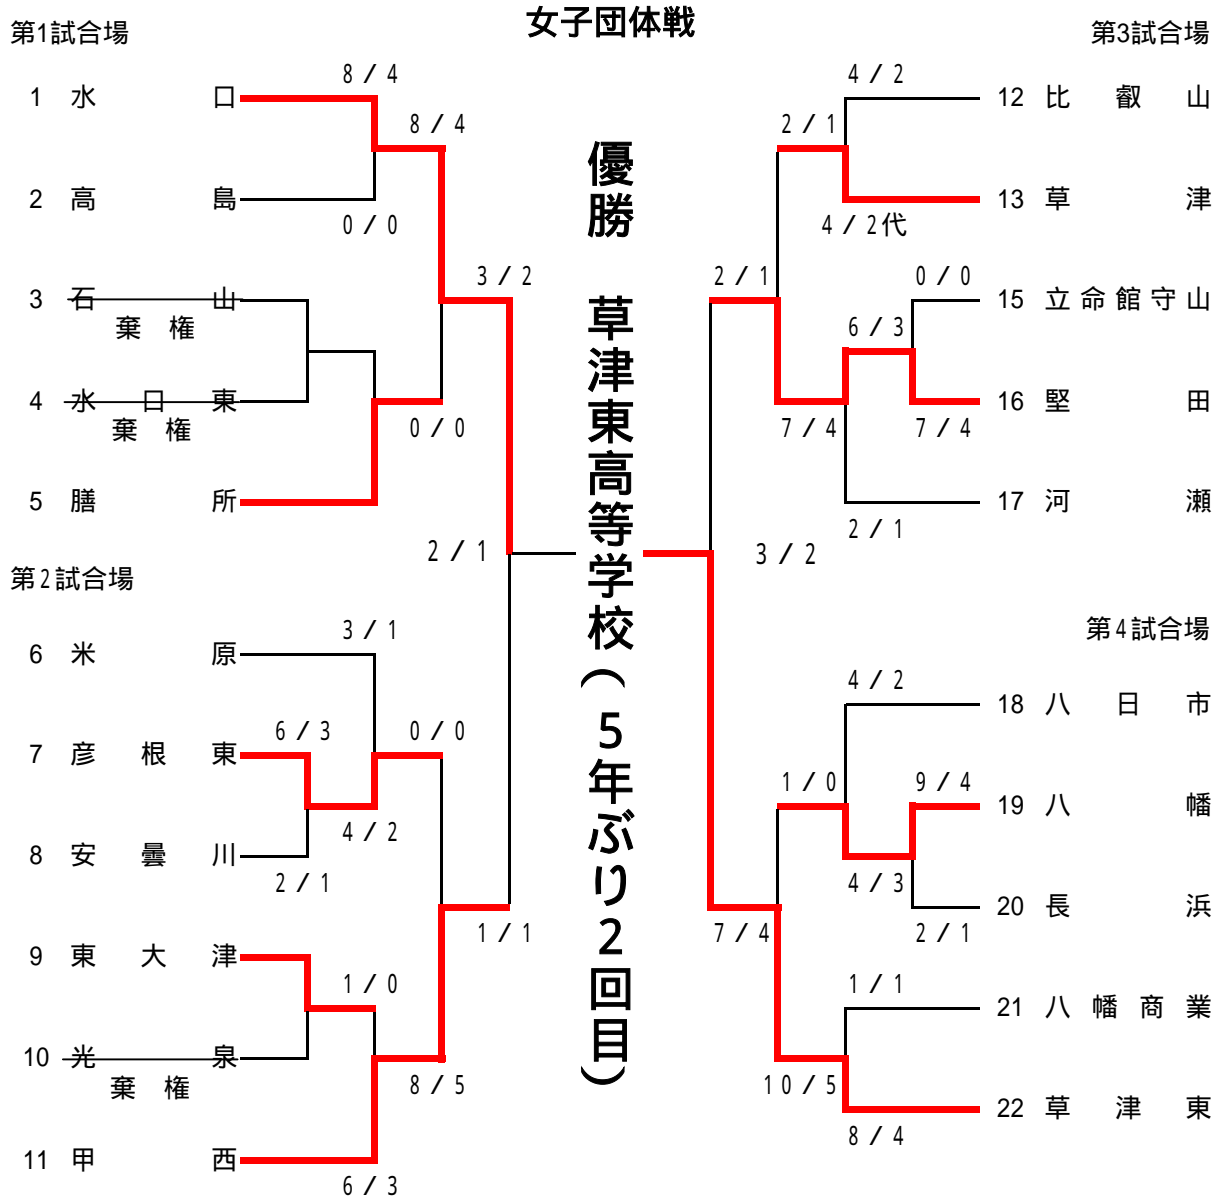 女子団体戦
第1試合場
8 / 4
1 水口
8 / 4
2 高島
0 / 0
3 / 2
3 石山
棄権
4 水口東
棄権
0 / 0
5 膳所
2 / 1
第2試合場
3 / 1
6 米原
6 / 3
0 / 0
7 彦根東
4 / 2
8 安曇川
2 / 1
1 / 1
9 東大津
1 / 0
10 光泉
棄権
8 / 5
11 甲西
6 / 3
優勝 草津東高等学校(5年ぶり2回目)
第3試合場
4 / 2
12 比叡山
2 / 1
13 草津
4 / 2代
2 / 1
0 / 0
15 立命館守山
6 / 3
16 堅田
7 / 4
7 / 4
17 河瀬
2 / 1
3 / 2
第4試合場
4 / 2
18 八日市
1 / 0
9 / 4
19 八幡
4 / 3
20 長浜
2 / 1
7 / 4
1 / 1
21 八幡商業
10 / 5
22 草津東
8 / 4